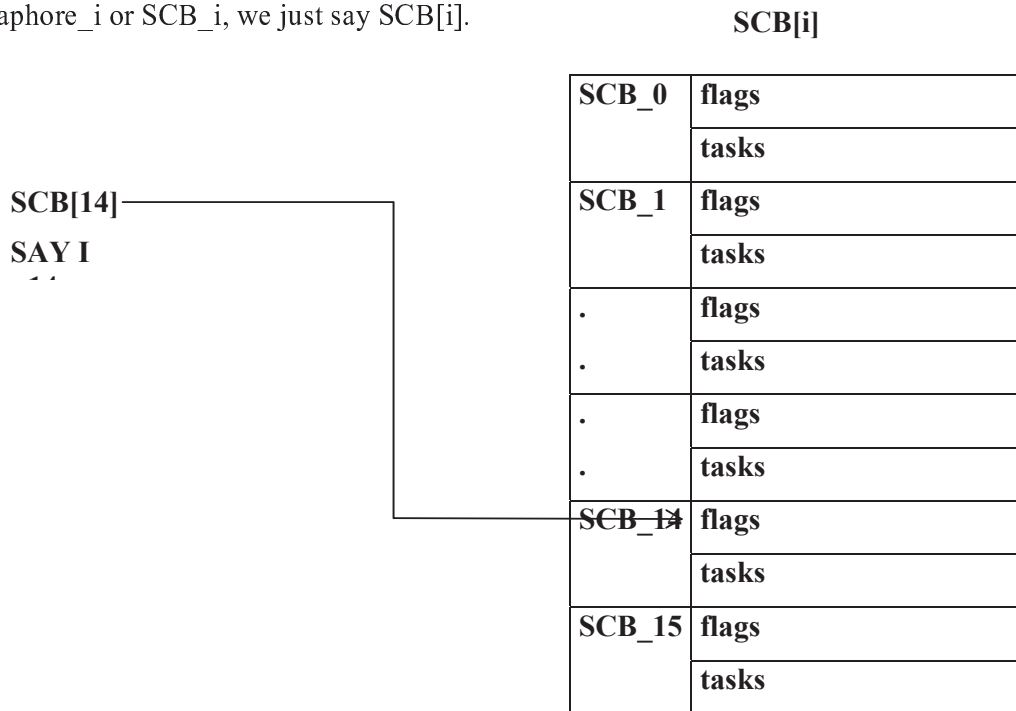 aphore_i or SCB_i, we just say SCB[i].
SCB[i]
SCB_0 flags
tasks
SCB[14]
SCB_1 flags
SAY I
tasks
. flags
. tasks
. flags
. tasks
SCB_14 flags
tasks
SCB_15 flags
tasks